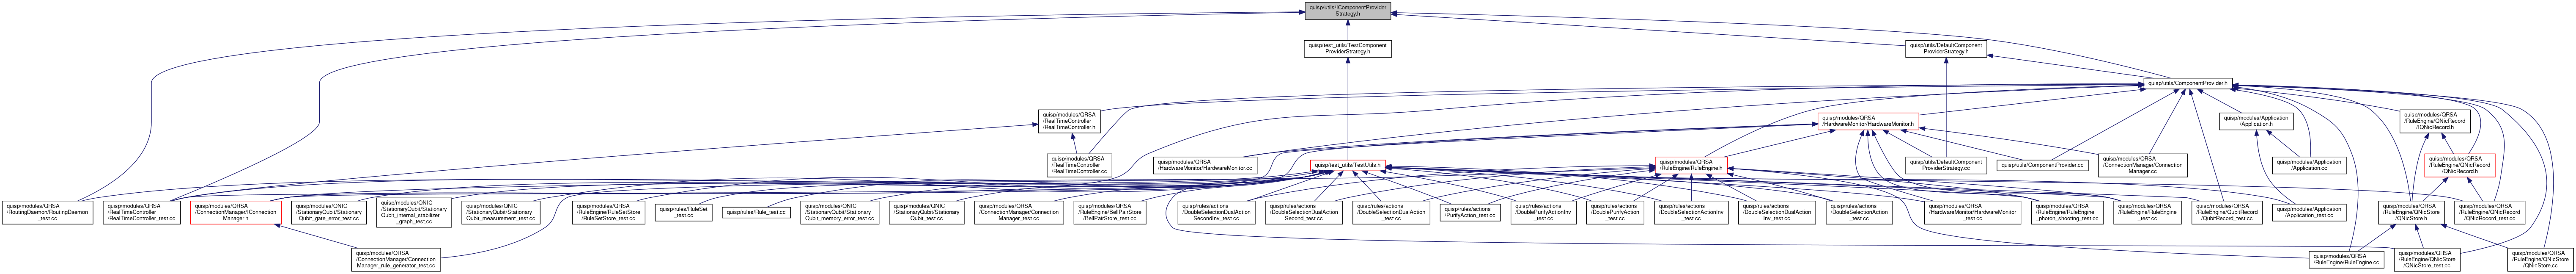 quisp/utils/IComponentProvider
Strategy.h
quisp/test_utils/TestComponent
ProviderStrategy.h
quisp/utils/DefaultComponent
ProviderStrategy.h
quisp/utils/ComponentProvider.h
quisp/modules/QRSA
/RealTimeController
/RealTimeController.h
quisp/modules/QRSA
/HardwareMonitor/HardwareMonitor.h
quisp/modules/Application
/Application.h
quisp/modules/QRSA
/RuleEngine/QNicRecord
/IQNicRecord.h
quisp/modules/QRSA
/RealTimeController
/RealTimeController.cc
quisp/modules/QRSA
/HardwareMonitor/HardwareMonitor.cc
quisp/test_utils/TestUtils.h
quisp/modules/QRSA
/RuleEngine/RuleEngine.h
quisp/utils/DefaultComponent
ProviderStrategy.cc
quisp/utils/ComponentProvider.cc
quisp/modules/QRSA
/ConnectionManager/Connection
Manager.cc
quisp/modules/Application
/Application.cc
quisp/modules/QRSA
/RuleEngine/QNicRecord
/QNicRecord.h
quisp/modules/QRSA
/RoutingDaemon/RoutingDaemon
_test.cc
quisp/modules/QRSA
/RealTimeController
/RealTimeController_test.cc
quisp/modules/QRSA
/ConnectionManager/IConnection
Manager.h
quisp/modules/QNIC
/StationaryQubit/Stationary
Qubit_gate_error_test.cc
quisp/modules/QNIC
/StationaryQubit/Stationary
Qubit_internal_stabilizer
_graph_test.cc
quisp/modules/QNIC
/StationaryQubit/Stationary
Qubit_measurement_test.cc
quisp/modules/QRSA
/RuleEngine/RuleSetStore
/RuleSetStore_test.cc
quisp/rules/RuleSet
_test.cc
quisp/rules/Rule_test.cc
quisp/modules/QNIC
/StationaryQubit/Stationary
Qubit_memory_error_test.cc
quisp/modules/QNIC
/StationaryQubit/Stationary
Qubit_test.cc
quisp/modules/QRSA
/ConnectionManager/Connection
Manager_test.cc
quisp/modules/QRSA
/RuleEngine/BellPairStore
/BellPairStore_test.cc
quisp/rules/actions
/DoubleSelectionDualAction
SecondInv_test.cc
quisp/rules/actions
/DoubleSelectionDualAction
Second_test.cc
quisp/rules/actions
/DoubleSelectionDualAction
_test.cc
quisp/rules/actions
/PurifyAction_test.cc
quisp/rules/actions
/DoublePurifyActionInv
_test.cc
quisp/rules/actions
/DoublePurifyAction
_test.cc
quisp/rules/actions
/DoubleSelectionActionInv
_test.cc
quisp/rules/actions
/DoubleSelectionDualAction
Inv_test.cc
quisp/rules/actions
/DoubleSelectionAction
_test.cc
quisp/modules/QRSA
/HardwareMonitor/HardwareMonitor
_test.cc
quisp/modules/QRSA
/RuleEngine/RuleEngine
_photon_shooting_test.cc
quisp/modules/QRSA
/RuleEngine/RuleEngine
_test.cc
quisp/modules/QRSA
/RuleEngine/QubitRecord
/QubitRecord_test.cc
quisp/modules/Application
/Application_test.cc
quisp/modules/QRSA
/RuleEngine/QNicStore
/QNicStore.h
quisp/modules/QRSA
/RuleEngine/QNicRecord
/QNicRocord_test.cc
quisp/modules/QRSA
/ConnectionManager/Connection
Manager_rule_generator_test.cc
quisp/modules/QRSA
/RuleEngine/RuleEngine.cc
quisp/modules/QRSA
/RuleEngine/QNicStore
/QNicStore_test.cc
quisp/modules/QRSA
/RuleEngine/QNicStore
/QNicStore.cc